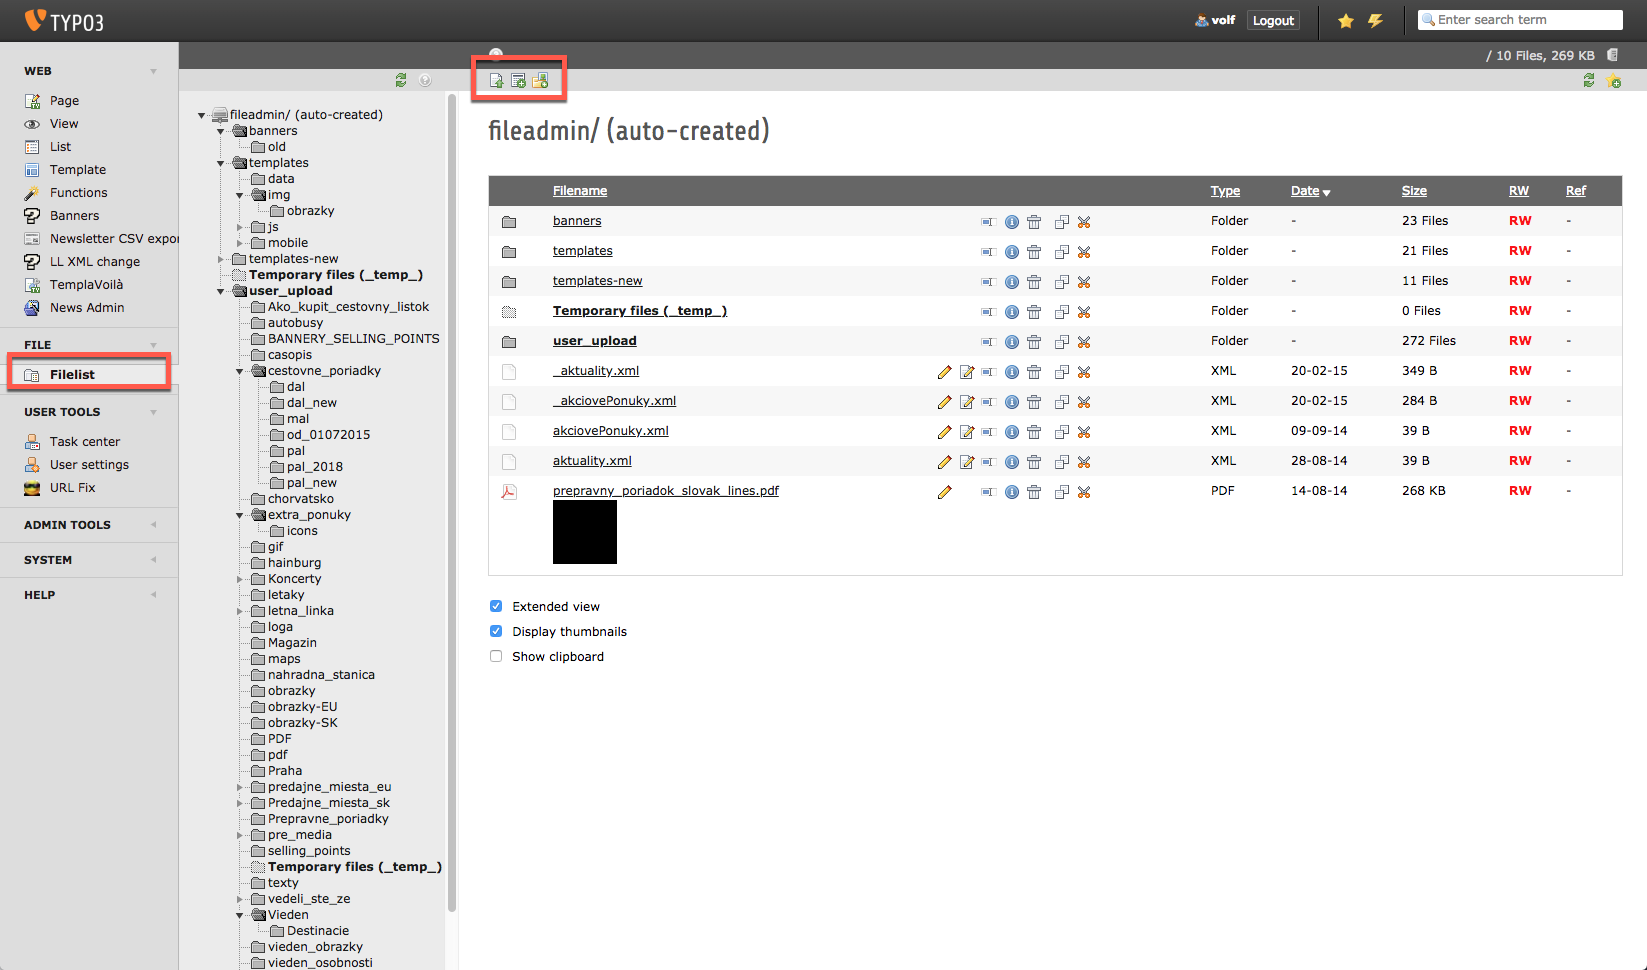 TYPO3
volf
Logout
Enter search term
/ 10 Files, 269 KB
WEB
Page
View
List
Template
Functions
Banners
Newsletter CSV expor
LL XML change
TemplaVoilà
News Admin
FILE
Filelist
USER TOOLS
Task center
User settings
URL Fix
ADMIN TOOLS
SYSTEM
HELP
fileadmin/ (auto-created)
banners
old
templates
data
img
obrazky
js
mobile
templates-new
Temporary files (_temp_)
user_upload
Ako_kupit_cestovny_listok
autobusy
BANNERY_SELLING_POINTS
casopis
cestovne_poriadky
dal
dal_new
mal
od_01072015
pal
pal_2018
pal_new
chorvatsko
extra_ponuky
icons
gif
hainburg
Koncerty
letaky
letna_linka
loga
Magazin
maps
nahradna_stanica
obrazky
obrazky-EU
obrazky-SK
PDF
pdf
Praha
predajne_miesta_eu
Predajne_miesta_sk
Prepravne_poriadky
pre_media
selling_points
Temporary files (_temp_)
texty
vedeli_ste_ze
Vieden
Destinacie
vieden_obrazky
vieden_osobnosti
fileadmin/ (auto-created)
Filename Type Date Size RW Ref
banners Folder - 23 Files RW -
templates Folder - 21 Files RW -
templates-new Folder - 11 Files RW -
Temporary files (_temp_) Folder - 0 Files RW -
user_upload Folder - 272 Files RW -
_aktuality.xml XML 20-02-15 349 B RW -
_akciovePonuky.xml XML 20-02-15 284 B RW -
akciovePonuky.xml XML 09-09-14 39 B RW -
aktuality.xml XML 28-08-14 39 B RW -
prepravny_poriadok_slovak_lines.pdf PDF 14-08-14 268 KB RW -
Extended view
Display thumbnails
Show clipboard